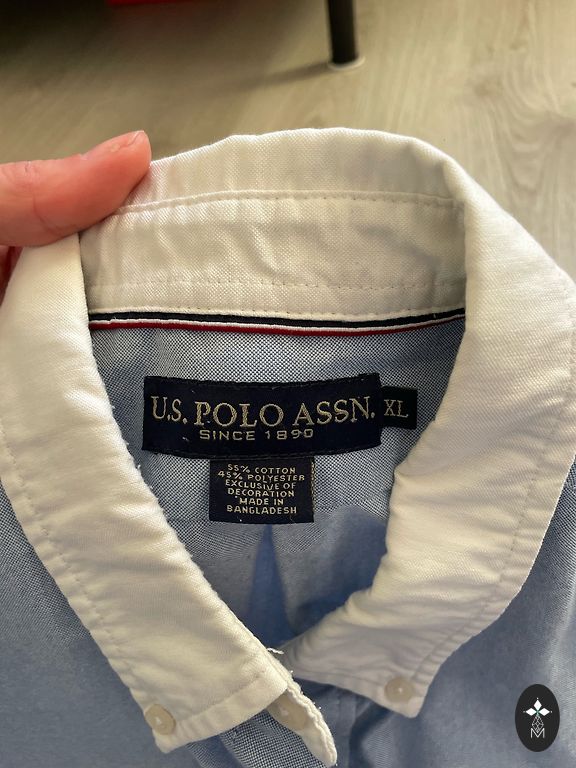 U.S. POLO ASSN. XL
SINCE 1890
55% COTTON
45% POLYESTER
EXCLUSIVE OF
DECORATION
MADE IN
BANGLADESH
M